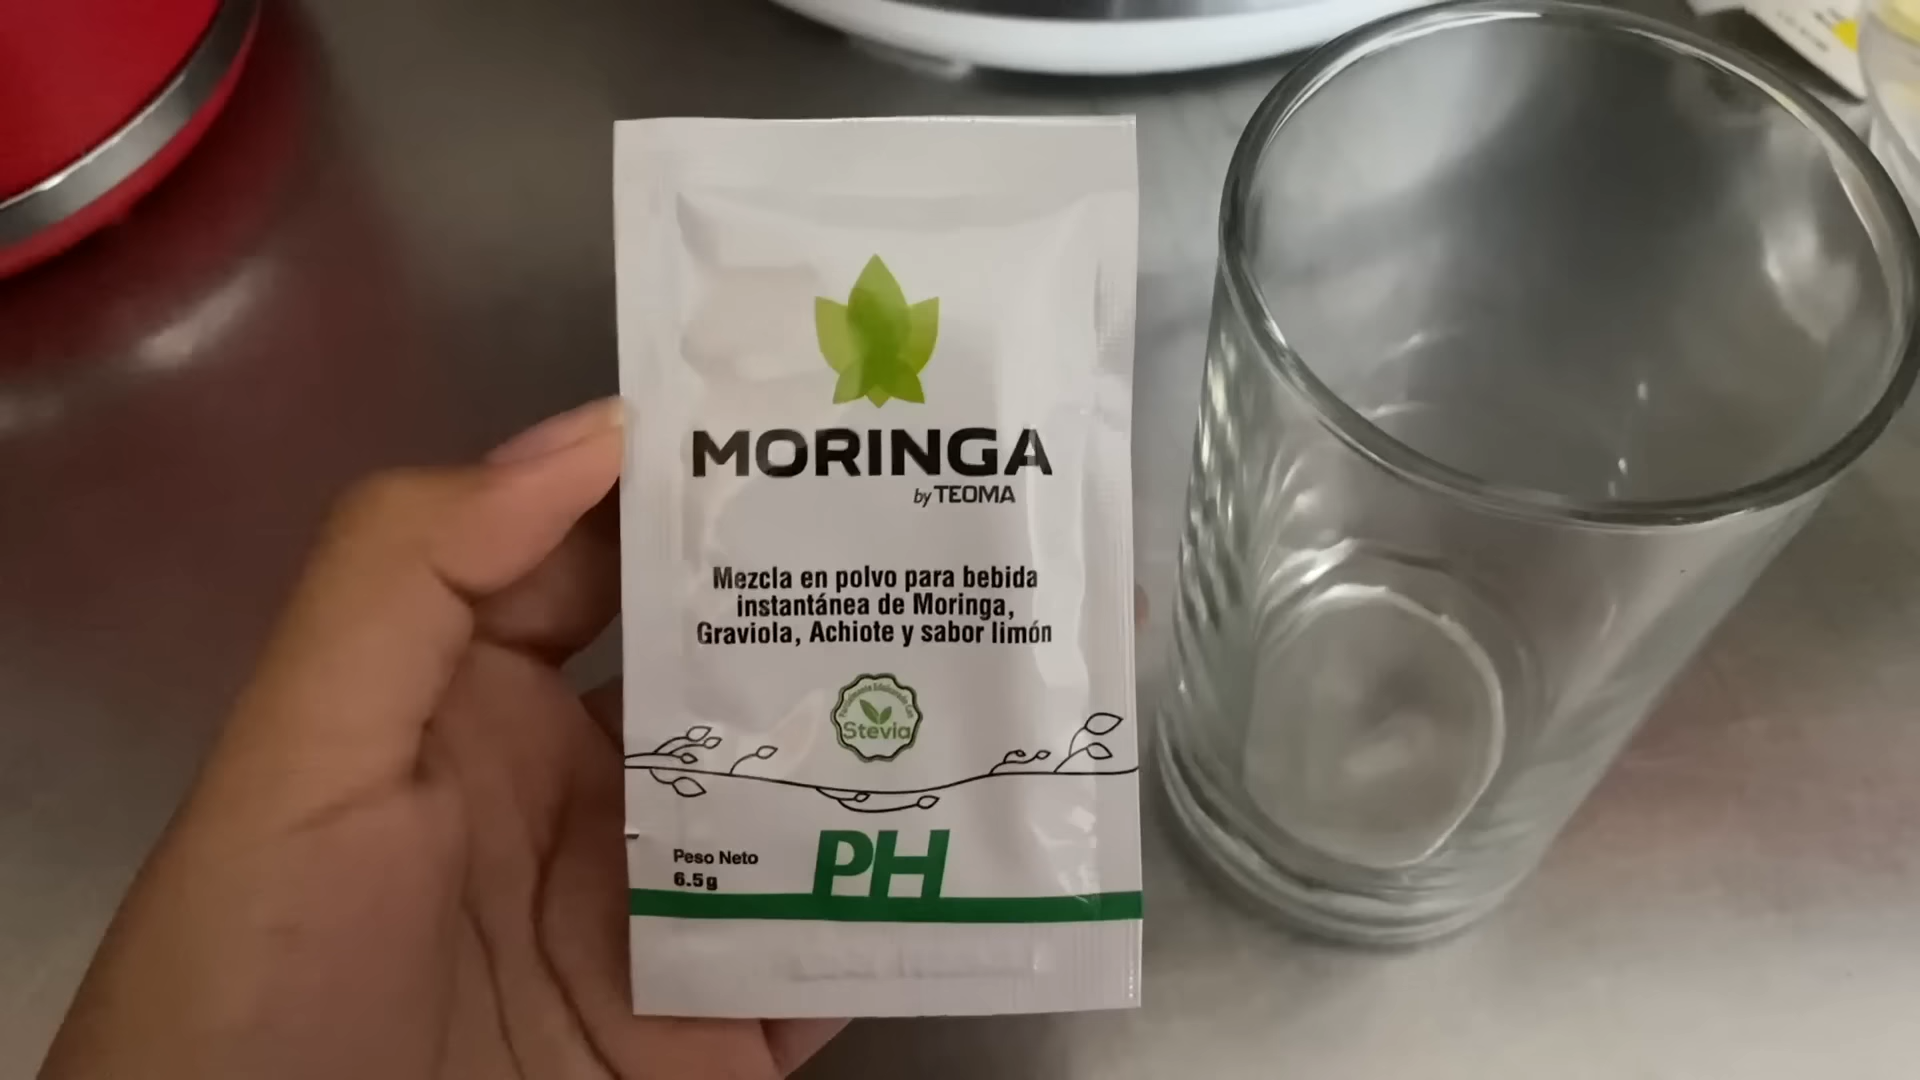 MORINGA
by TEOMA
Mezcla en polvo para bebida
instantánea de Moringa,
Graviola, Achiote y sabor limón
Stevia
Peso Neto
6.5g
PH